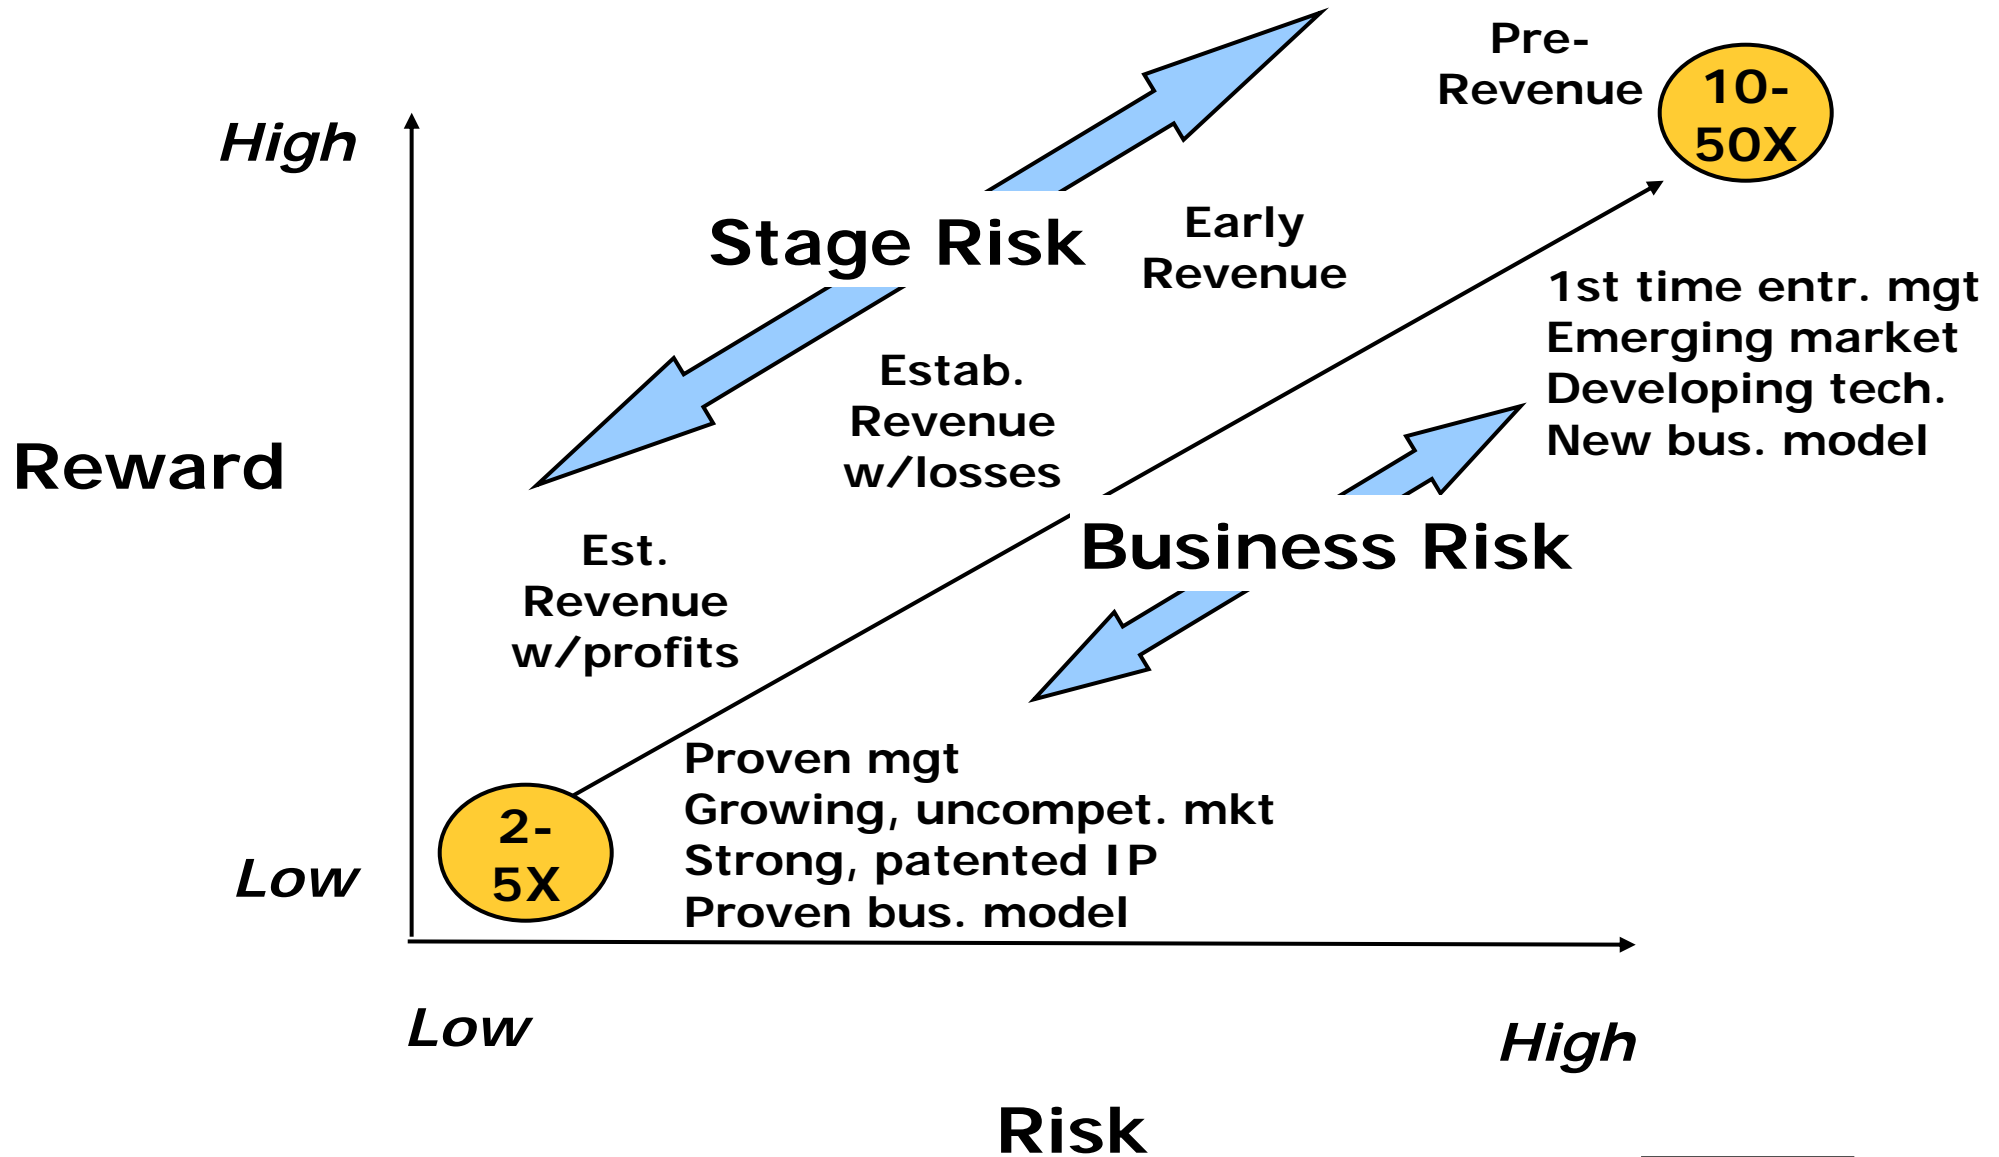 Pre-
Revenue
10-
50X
High
Stage Risk
Early
Revenue
1st time entr. mgt
Emerging market
Developing tech.
New bus. model
Estab.
Revenue
w/losses
Reward
Business Risk
Est.
Revenue
w/profits
Proven mgt
Growing, uncompet. mkt
Strong, patented IP
Proven bus. model
2-
5X
Low
Low
High
Risk